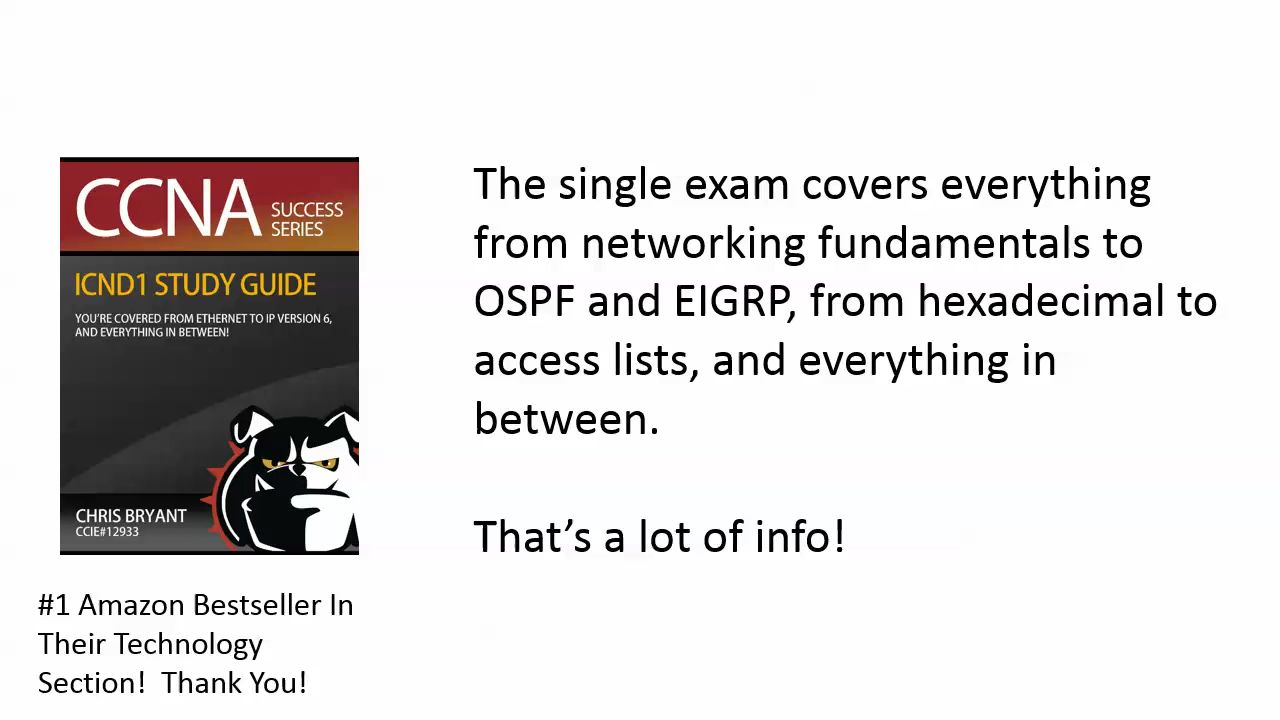 CCNA SUCCESS
SERIES
ICND1 STUDY GUIDE
YOU'RE COVERED FROM ETHERNET TO IP VERSION 6,
AND EVERYTHING IN BETWEEN!
CHRIS BRYANT
CCIE#12933
#1 Amazon Bestseller In
Their Technology
Section!  Thank You!
The single exam covers everything
from networking fundamentals to
OSPF and EIGRP, from hexadecimal to
access lists, and everything in
between.
That's a lot of info!